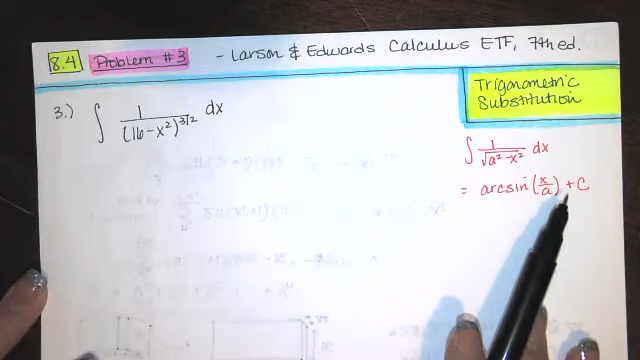 8.4 Problem #3 - Larson & Edwards Calculus ETF, 7th ed.
Trigonometric
Substitution
3.) ∫ 1/(16-x²)^(3/2) dx
∫ 1/√(a²-x²) dx
= arcsin(x/a) + C